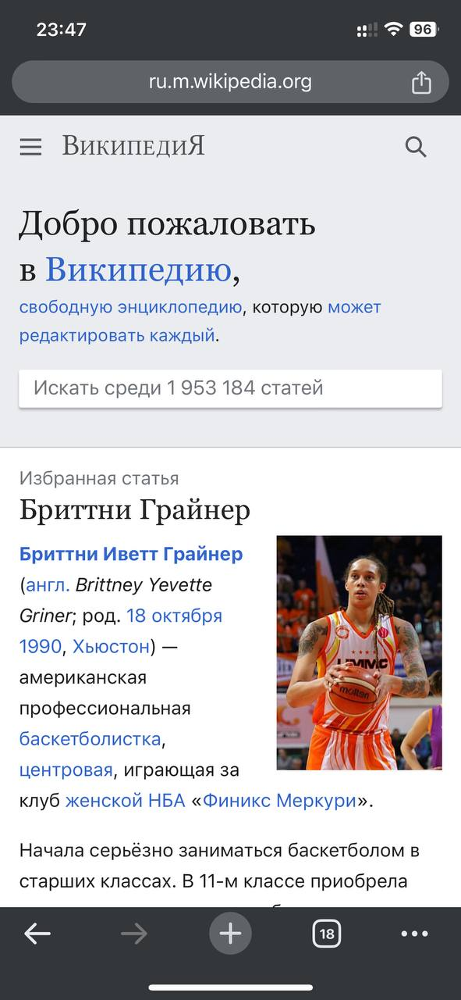 23:47
96
ru.m.wikipedia.org
ВИКИПЕДИЯ
Добро пожаловать
в Википедию,
свободную энциклопедию, которую может
редактировать каждый.
Искать среди 1 953 184 статей
Избранная статья
Бриттни Грайнер
Бриттни Иветт Грайнер
(англ. Brittney Yevette
Griner; род. 18 октября
1990, Хьюстон) —
американская
профессиональная
баскетболистка,
центровая, играющая за
клуб женской НБА «Финикс Меркури».
UMMC
molten
Начала серьёзно заниматься баскетболом в
старших классах. В 11-м классе приобрела
18